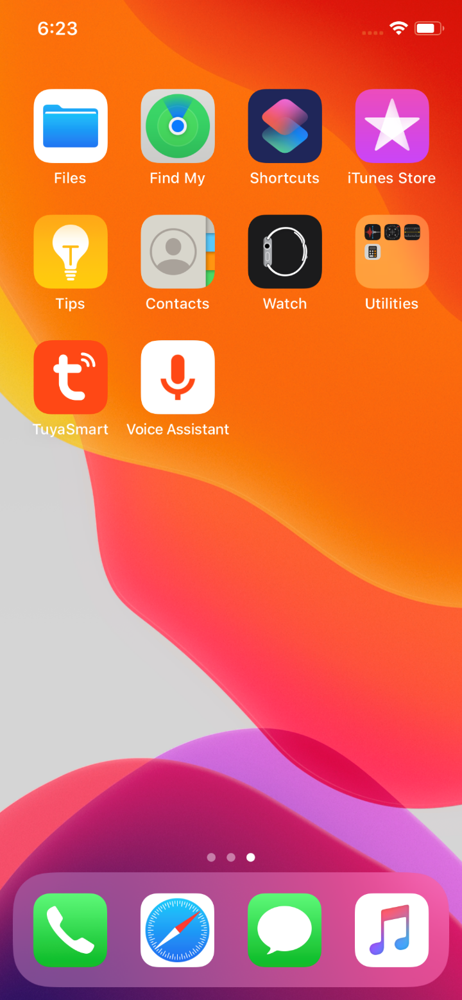 6:23
Files
Find My
Shortcuts
iTunes Store
Tips
Contacts
Watch
Utilities
TuyaSmart
Voice Assistant